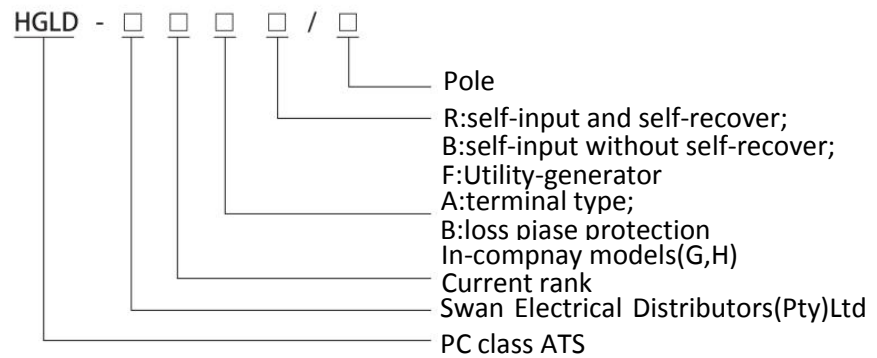 HGLD - □ □ □ □ / □
Pole
R:self-input and self-recover;
B:self-input without self-recover;
F:Utility-generator
A:terminal type;
B:loss piase protection
In-compnay models(G,H)
Current rank
Swan Electrical Distributors(Pty)Ltd
PC class ATS